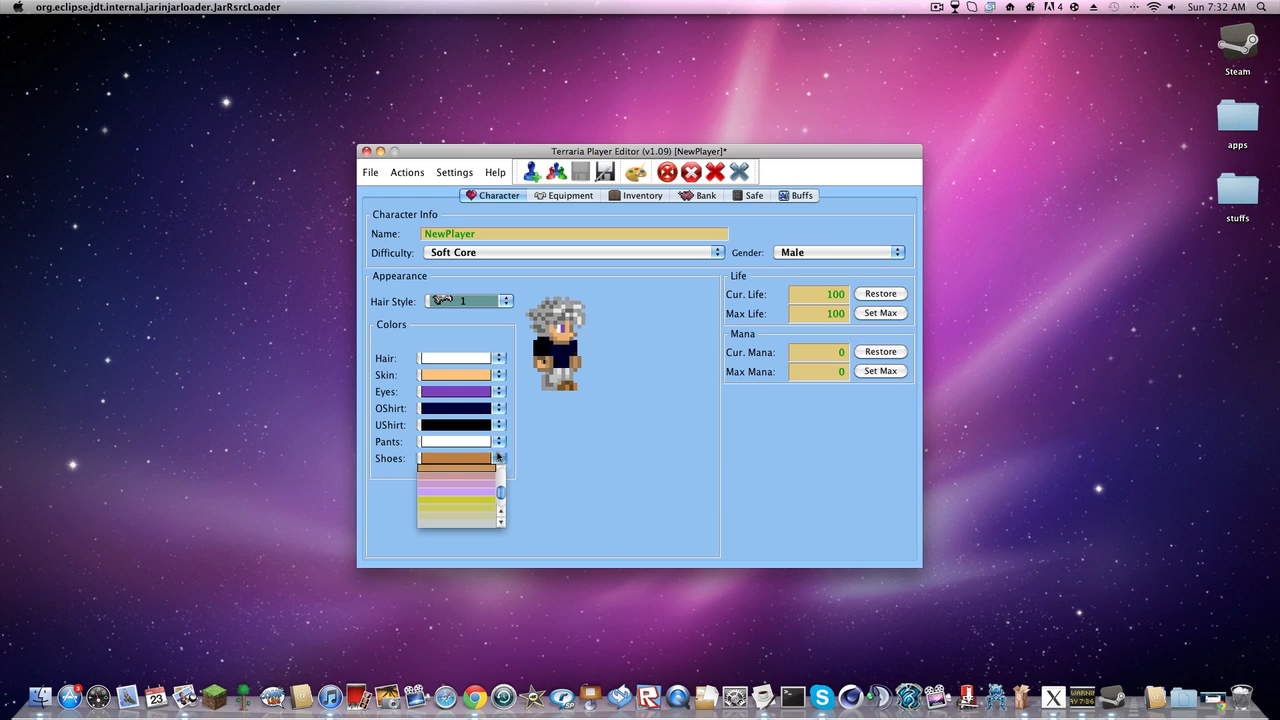 org.eclipse.jdt.internal.jarinjarloader.JarRsrcLoader
4
Sun 7:32 AM
Steam
apps
stuffs
Terraria Player Editor (v1.09) [NewPlayer]*
File Actions Settings Help
Character Equipment Inventory Bank Safe Buffs
Character Info
Name: NewPlayer
Difficulty: Soft Core Gender: Male
Appearance
Life
Hair Style: 1
Cur. Life: 100 Restore
Max Life: 100 Set Max
Colors
Mana
Hair:
Cur. Mana: 0 Restore
Skin:
Max Mana: 0 Set Max
Eyes:
OShirt:
UShirt:
Pants:
Shoes:
23
X